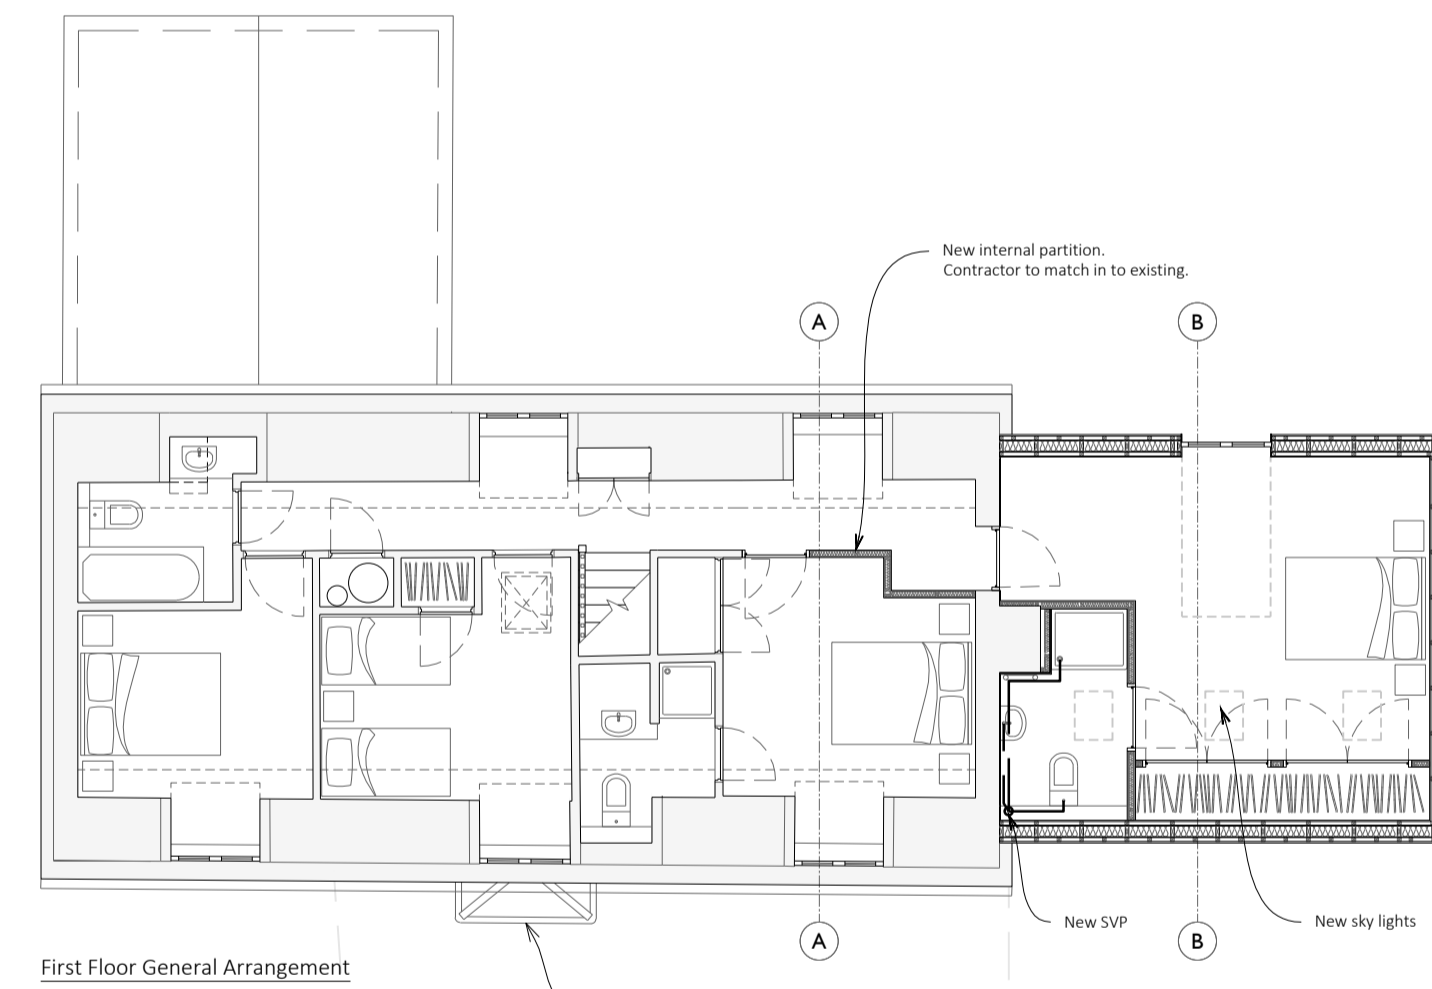 New internal partition.
Contractor to match in to existing.
A
B
New SVP
New sky lights
A
B
First Floor General Arrangement